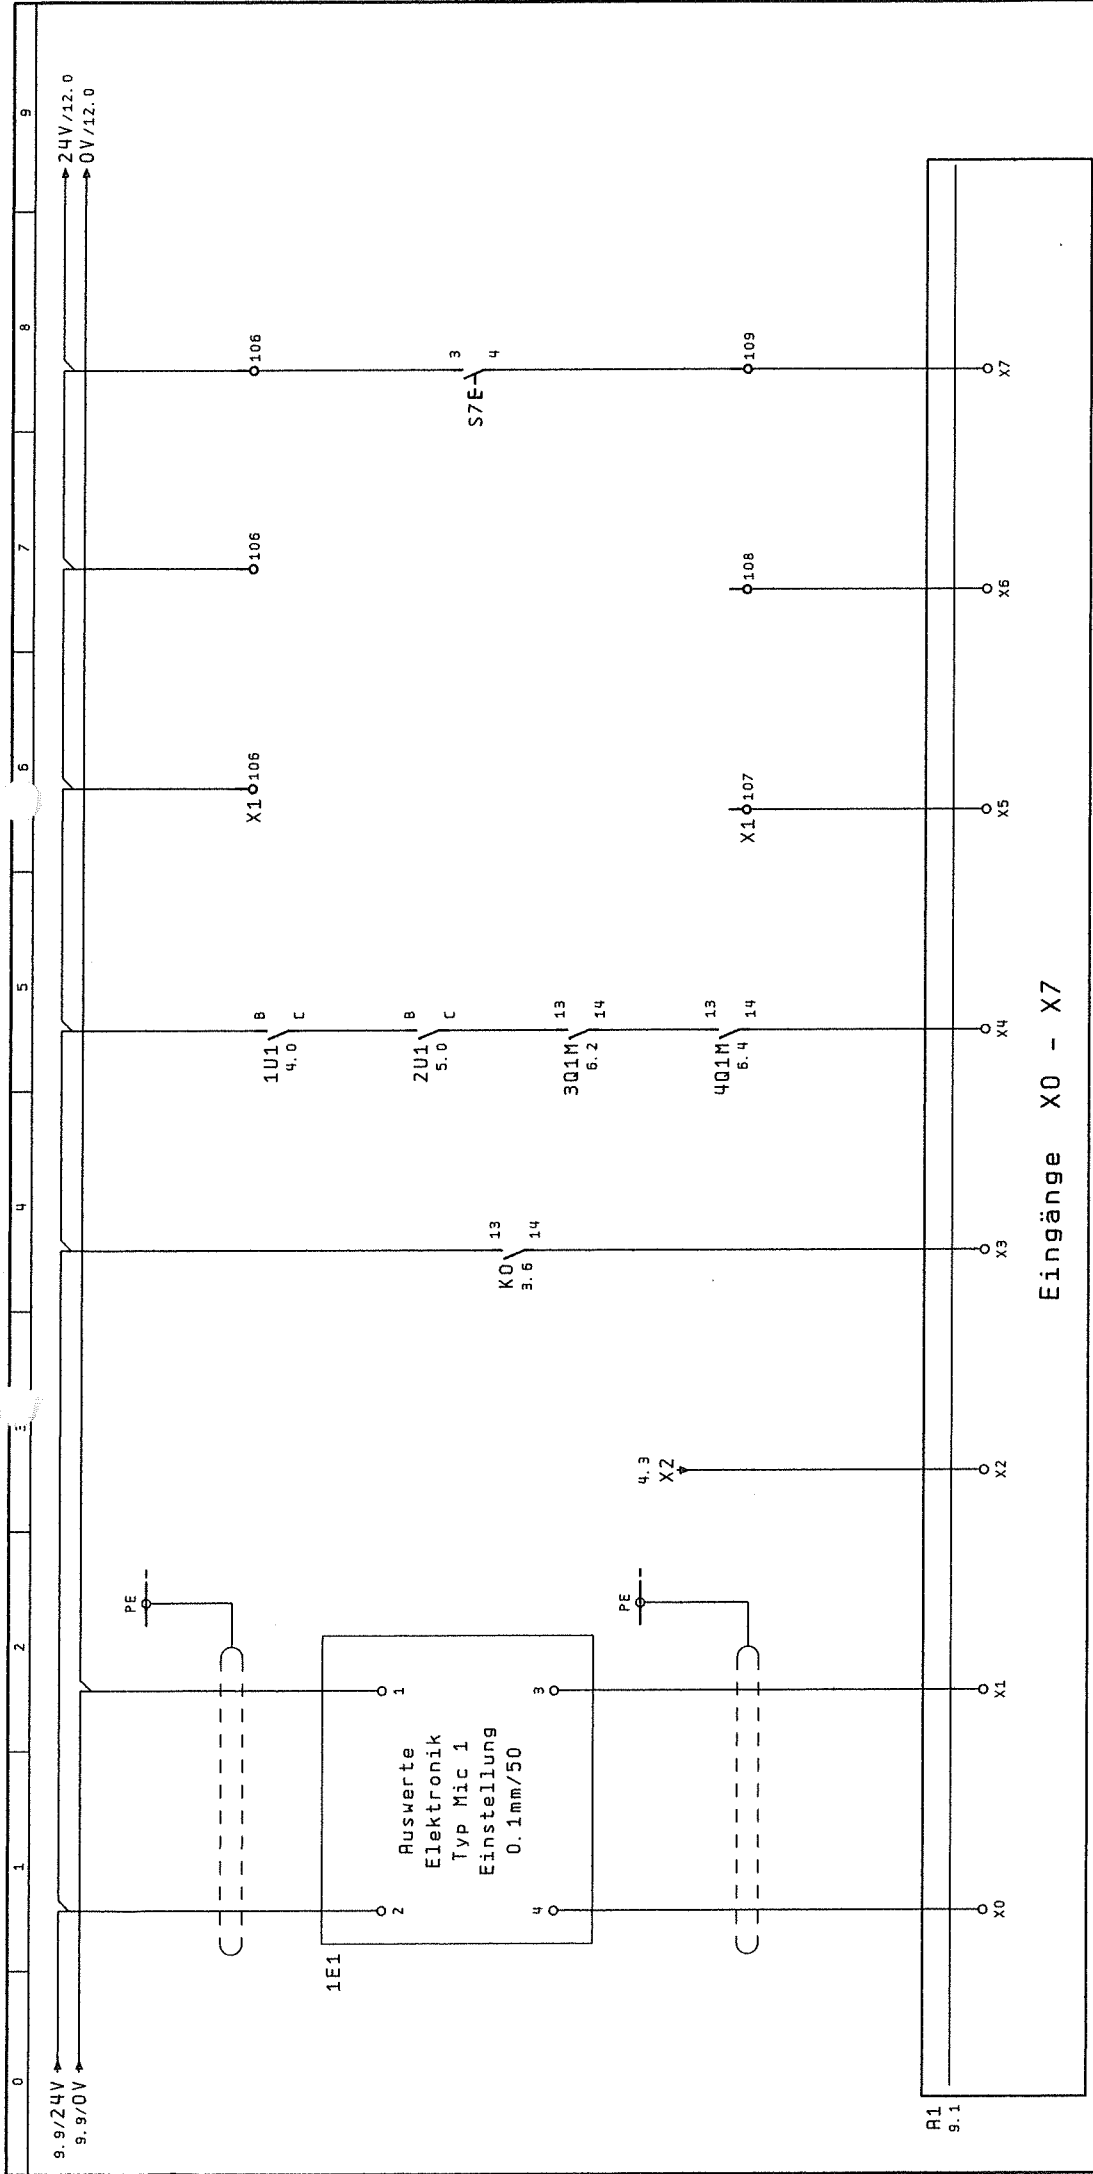 0 1 2 3 4 5 6 7 8 9
9.9/24V
9.9/0V
24V/12.0
0V/12.0
PE
2
1
1E1
Auswerte
Elektronik
Typ Mic 1
Einstellung
0.1mm/50
4
3
PE
4.3
X2
K0
3.6
13
14
1U1
4.0
B
C
2U1
5.0
B
C
3Q1M
6.2
13
14
4Q1M
6.4
13
14
X1 106
X1 107
106
108
106
S7E
3
4
109
A1
9.1
X0 X1 X2 X3 X4 X5 X6 X7
Eingänge X0 - X7